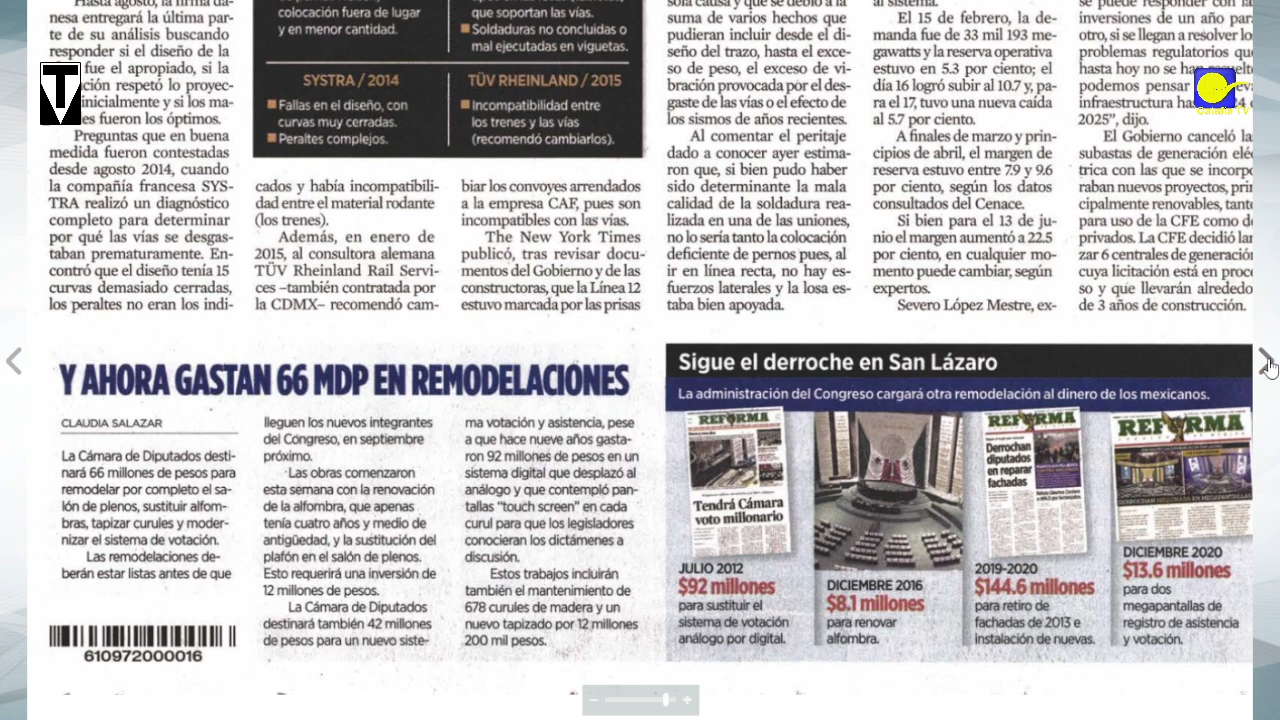 Hasta agosto, la firma da-
nesa entregará la última par-
te de su análisis buscando
responder si el diseño de la
fue el apropiado, si la
ción respetó lo proyec-
inicialmente y si los ma-
es fueron los óptimos.
Preguntas que en buena
medida fueron contestadas
desde agosto 2014, cuando
la compañía francesa SYS-
TRA realizó un diagnóstico
completo para determinar
por qué las vías se desgas-
taban prematuramente. En-
contró que el diseño tenía 15
curvas demasiado cerradas,
los peraltes no eran los indi-
colocación fuera de lugar
y en menor cantidad.
que soportan las vías.
Soldaduras no concluidas o
mal ejecutadas en viguetas.
SYSTRA / 2014
Fallas en el diseño, con
curvas muy cerradas.
Peraltes complejos.
TÜV RHEINLAND / 2015
Incompatibilidad entre
los trenes y las vías
(recomendó cambiarlos).
cados y había incompatibili-
dad entre el material rodante
(los trenes).
Además, en enero de
2015, al consultora alemana
TÜV Rheinland Rail Servi-
ces –también contratada por
la CDMX– recomendó cam-
biar los convoyes arrendados
a la empresa CAF, pues son
incompatibles con las vías.
The New York Times
publicó, tras revisar docu-
mentos del Gobierno y de las
constructoras, que la Línea 12
estuvo marcada por las prisas
sola causa y que se debió a la
suma de varios hechos que
pudieran incluir desde el di-
seño del trazo, hasta el exce-
so de peso, el exceso de vi-
bración provocada por el des-
gaste de las vías o el efecto de
los sismos de años recientes.
Al comentar el peritaje
dado a conocer ayer estima-
ron que, si bien pudo haber
sido determinante la mala
calidad de la soldadura rea-
lizada en una de las uniones,
no lo sería tanto la colocación
deficiente de pernos pues, al
ir en línea recta, no hay es-
fuerzos laterales y la losa es-
taba bien apoyada.
al sistema.
El 15 de febrero, la de-
manda fue de 33 mil 193 me-
gawatts y la reserva operativa
estuvo en 5.3 por ciento; el
día 16 logró subir al 10.7 y, pa-
ra el 17, tuvo una nueva caída
al 5.7 por ciento.
A finales de marzo y prin-
cipios de abril, el margen de
reserva estuvo entre 7.9 y 9.6
por ciento, según los datos
consultados del Cenace.
Si bien para el 13 de ju-
nio el margen aumentó a 22.5
por ciento, en cualquier mo-
mento puede cambiar, según
expertos.
Severo López Mestre, ex-
se puede responder con la
inversiones de un año para
otro, si se llegan a resolver lo
problemas regulatorios que
hasta hoy no se han resuelto
podemos pensar
infraestructura ha
2025”, dijo.
El Gobierno canceló la
subastas de generación eléc
trica con las que se incorpo
raban nuevos proyectos, prin
cipalmente renovables, tanto
para uso de la CFE como de
privados. La CFE decidió lan
zar 6 centrales de generación
cuya licitación está en proce
so y que llevarán alrededo
de 3 años de construcción.
Canada TV
Y AHORA GASTAN 66 MDP EN REMODELACIONES
CLAUDIA SALAZAR
La Cámara de Diputados desti-
nará 66 millones de pesos para
remodelar por completo el sa-
lón de plenos, sustituir alfom-
bras, tapizar curules y moder-
nizar el sistema de votación.
Las remodelaciones de-
berán estar listas antes de que
lleguen los nuevos integrantes
del Congreso, en septiembre
próximo.
Las obras comenzaron
esta semana con la renovación
de la alfombra, que apenas
tenía cuatro años y medio de
antigüedad, y la sustitución del
plafón en el salón de plenos.
Esto requerirá una inversión de
12 millones de pesos.
La Cámara de Diputados
destinará también 42 millones
de pesos para un nuevo siste-
ma votación y asistencia, pese
a que hace nueve años gasta-
ron 92 millones de pesos en un
sistema digital que desplazó al
análogo y que contempló pan-
tallas “touch screen” en cada
curul para que los legisladores
conocieran los dictámenes a
discusión.
Estos trabajos incluirán
también el mantenimiento de
678 curules de madera y un
nuevo tapizado por 12 millones
200 mil pesos.
610972000016
Sigue el derroche en San Lázaro
La administración del Congreso cargará otra remodelación al dinero de los mexicanos.
REFORMA
Tendrá Cámara
voto millonario
JULIO 2012
$92 millones
para sustituir el
sistema de votación
análogo por digital.
DICIEMBRE 2016
$8.1 millones
para renovar
alfombra.
REFORMA
Derrochan
diputados
en reparar
fachadas
2019-2020
$144.6 millones
para retiro de
fachadas de 2013 e
instalación de nuevas.
REFORMA
DICIEMBRE 2020
$13.6 millones
para dos
megapantallas de
registro de asistencia
y votación.